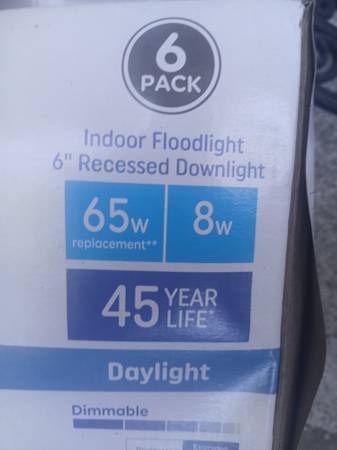 6
PACK
Indoor Floodlight
6" Recessed Downlight
65w
replacement**
8w
45 YEAR
LIFE*
Daylight
Dimmable